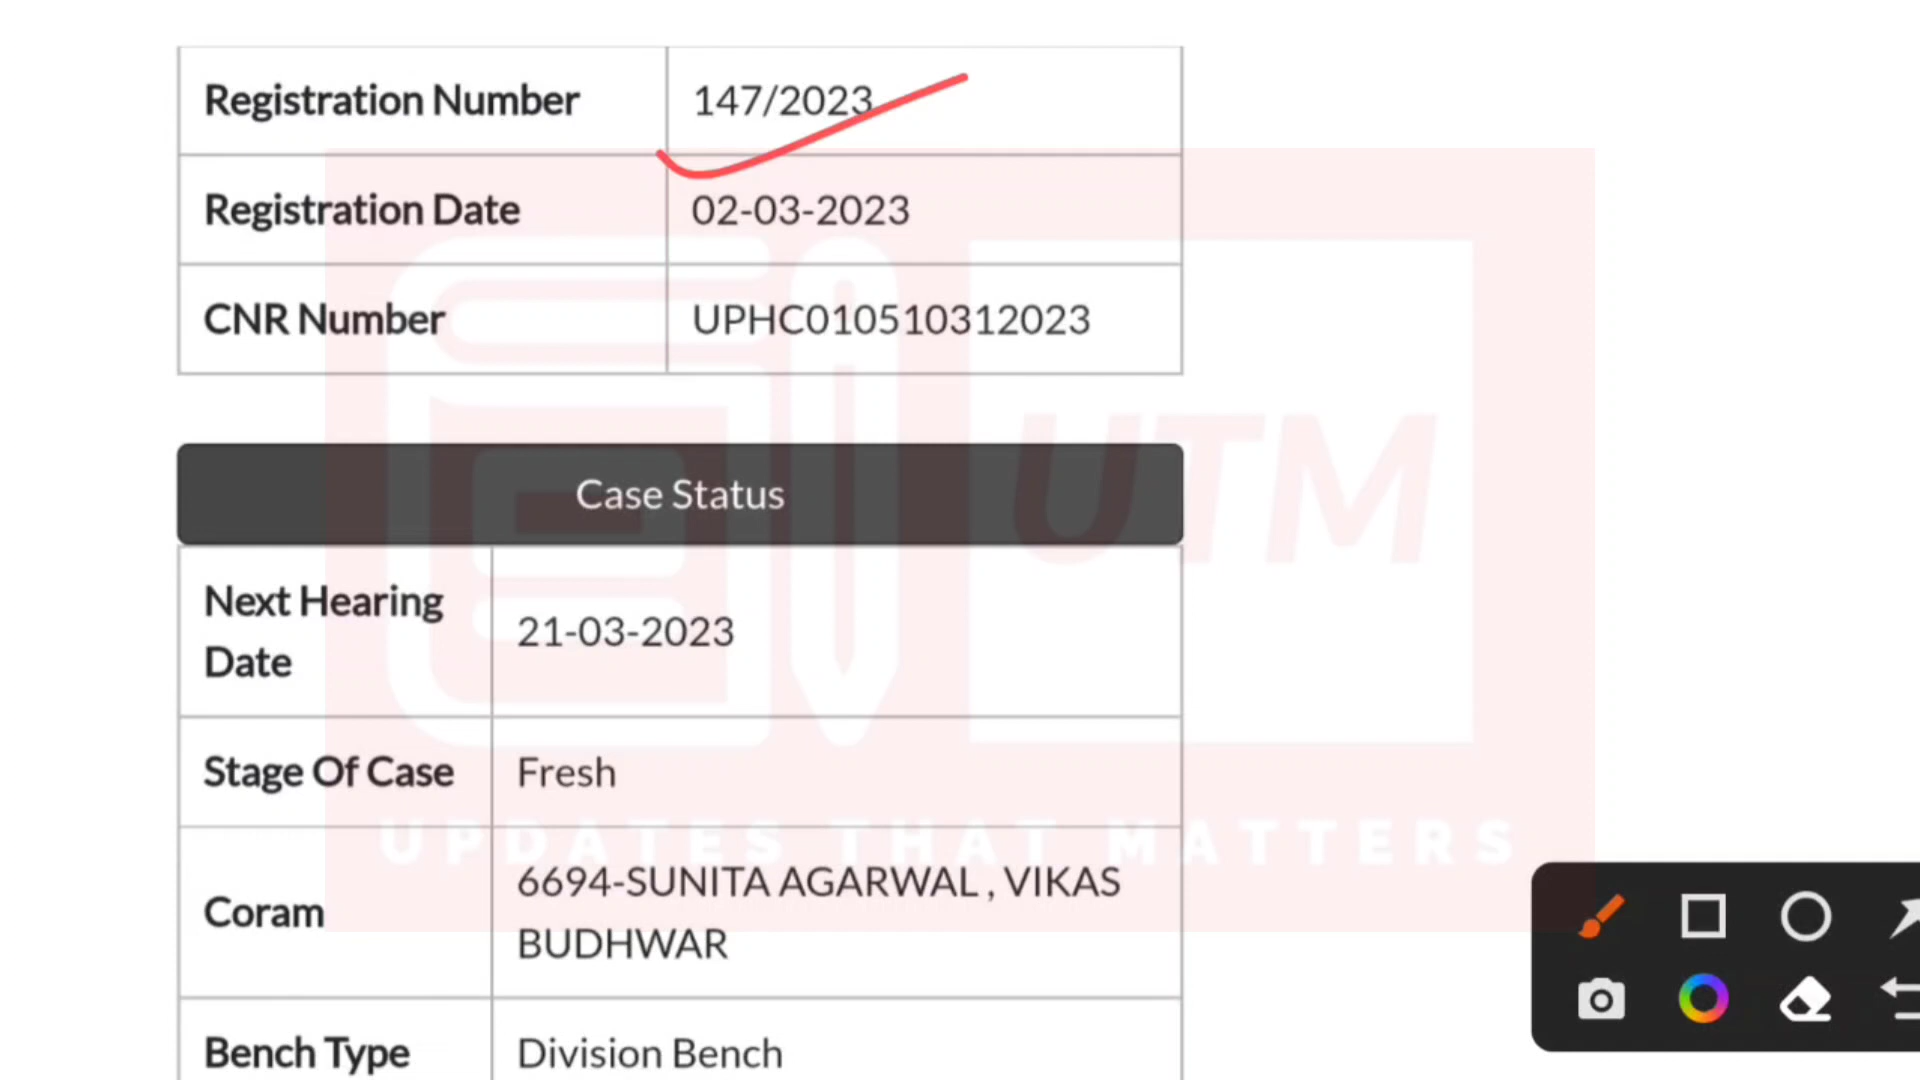 Registration Number 147/2023
Registration Date 02-03-2023
CNR Number UPHC010510312023
UTM
Case Status
Next Hearing
Date
21-03-2023
Stage Of Case Fresh
UPDATES THAT MATTERS
Coram
6694-SUNITA AGARWAL , VIKAS
BUDHWAR
Bench Type Division Bench